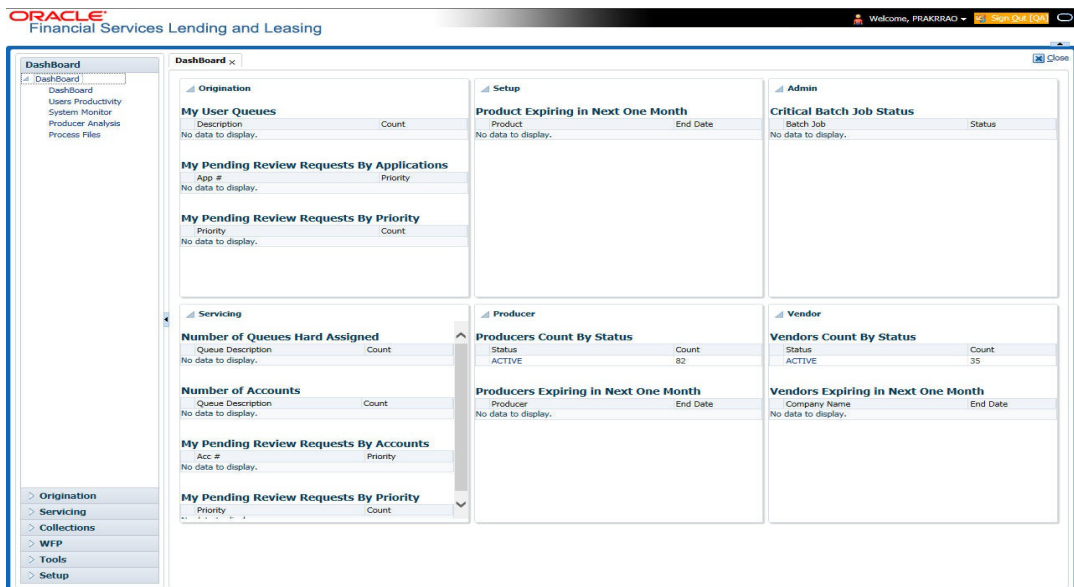 ORACLE
Financial Services Lending and Leasing
Welcome, PRAKRRAO
Sign Out [QA]
DashBoard
DashBoard
DashBoard
Users Productivity
System Monitor
Producer Analysis
Process Files
Origination
Servicing
Collections
WFP
Tools
Setup
DashBoard x
Close
Origination
My User Queues
Description Count
No data to display.
My Pending Review Requests By Applications
App # Priority
No data to display.
My Pending Review Requests By Priority
Priority Count
No data to display.
Setup
Product Expiring in Next One Month
Product End Date
No data to display.
Admin
Critical Batch Job Status
Batch Job Status
No data to display.
Servicing
Number of Queues Hard Assigned
Queue Description Count
No data to display.
Number of Accounts
Queue Description Count
No data to display.
My Pending Review Requests By Accounts
Acc # Priority
No data to display.
My Pending Review Requests By Priority
Priority Count
Producer
Producers Count By Status
Status Count
ACTIVE 82
Producers Expiring in Next One Month
Producer End Date
No data to display.
Vendor
Vendors Count By Status
Status Count
ACTIVE 35
Vendors Expiring in Next One Month
Company Name End Date
No data to display.